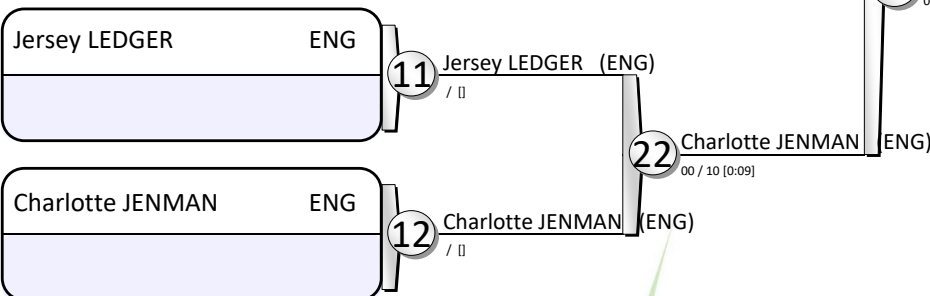 Jersey LEDGER ENG
11
Jersey LEDGER (ENG)
/ []
22
Charlotte JENMAN (ENG)
00 / 10 [0:09]
Charlotte JENMAN ENG
12
Charlotte JENMAN (ENG)
/ []